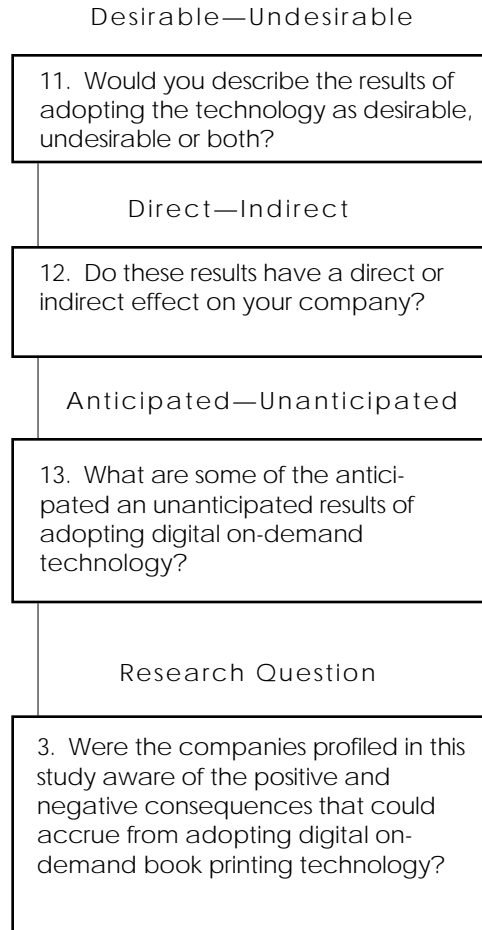 Desirable—Undesirable
11. Would you describe the results of
adopting the technology as desirable,
undesirable or both?
Direct—Indirect
12. Do these results have a direct or
indirect effect on your company?
Anticipated—Unanticipated
13. What are some of the antici-
pated an unanticipated results of
adopting digital on-demand
technology?
Research Question
3. Were the companies profiled in this
study aware of the positive and
negative consequences that could
accrue from adopting digital on-
demand book printing technology?